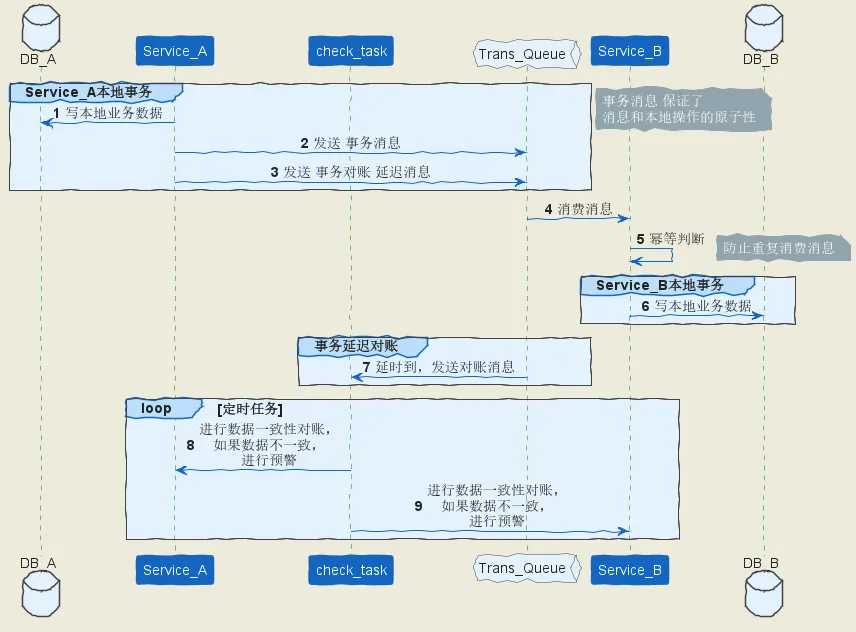 DB_A
Service_A
check_task
Trans_Queue
Service_B
DB_B
Service_A本地事务
1 写本地业务数据
事务消息 保证了
消息和本地操作的原子性
2 发送 事务消息
3 发送 事务对账 延迟消息
4 消费消息
5 幂等判断
防止重复消费消息
Service_B本地事务
6 写本地业务数据
事务延迟对账
7 延时到，发送对账消息
loop [定时任务]
进行数据一致性对账，
8 如果数据不一致，
进行预警
进行数据一致性对账，
9 如果数据不一致，
进行预警
DB_A
Service_A
check_task
Trans_Queue
Service_B
DB_B